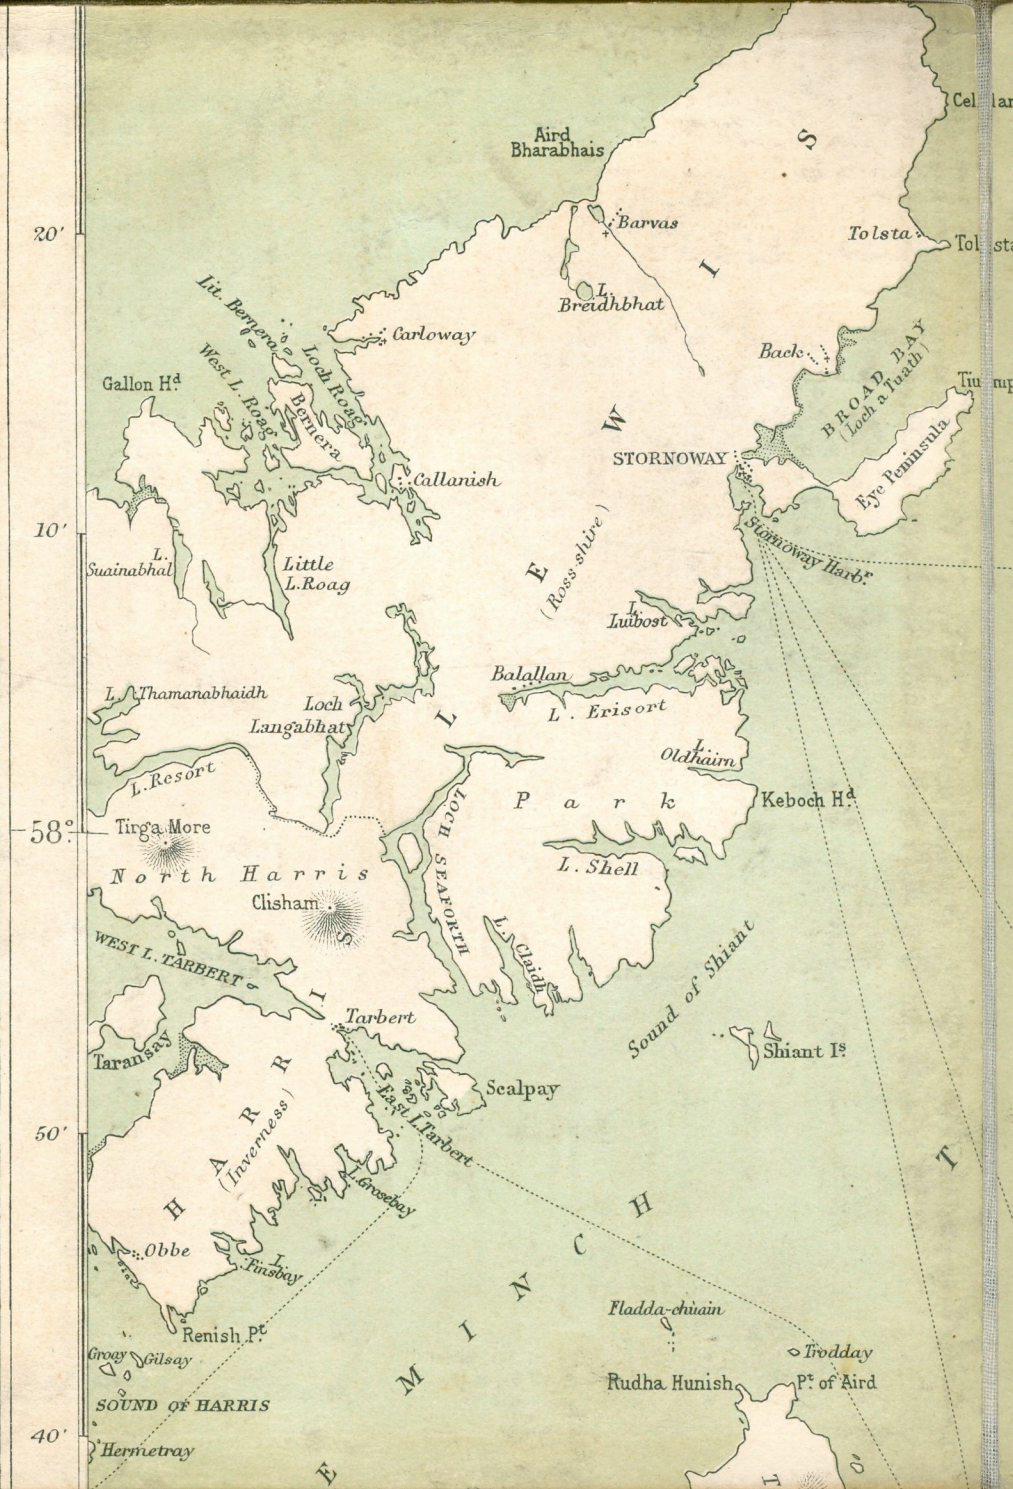 Aird
Bharabhais
S
20'
Barvas
Tolsta
I
L.
Breidhbhat
Lit. Bernera
Carloway
Back
BROAD BAY
(Loch a Tuath)
Loch Roag
West L. Roag
Gallon Hd.
Bernera
W
STORNOWAY
Eye Peninsula
Callanish
10'
Stornoway Harbr.
L.
Suainabhal
Little
L. Roag
E
(Ross-shire)
L.
Luibost
Balallan
L. Thamanabhaidh
Loch
Langabhat
L
L. Erisort
L.
Oldhairn
L. Resort
Park
Keboch Hd.
58°
Tirga More
LOCH SEAFORTH
L. Shell
North Harris
Clisham
S
L. Claidh
WEST L. TARBERT
Sound of Shiant
I
Tarbert
Shiant Is.
Taransay
R
Scalpay
East L. Tarbert
R
50'
A
(Inverness)
T
L. Grosebay
H
H
C
Obbe
L.
Finsbay
N
Fladda-chùain
I
Renish Pt.
Groay
Gilsay
Trodday
M
Rudha Hunish
Pt. of Aird
SOUND OF HARRIS
40'
Hermetray
E
T